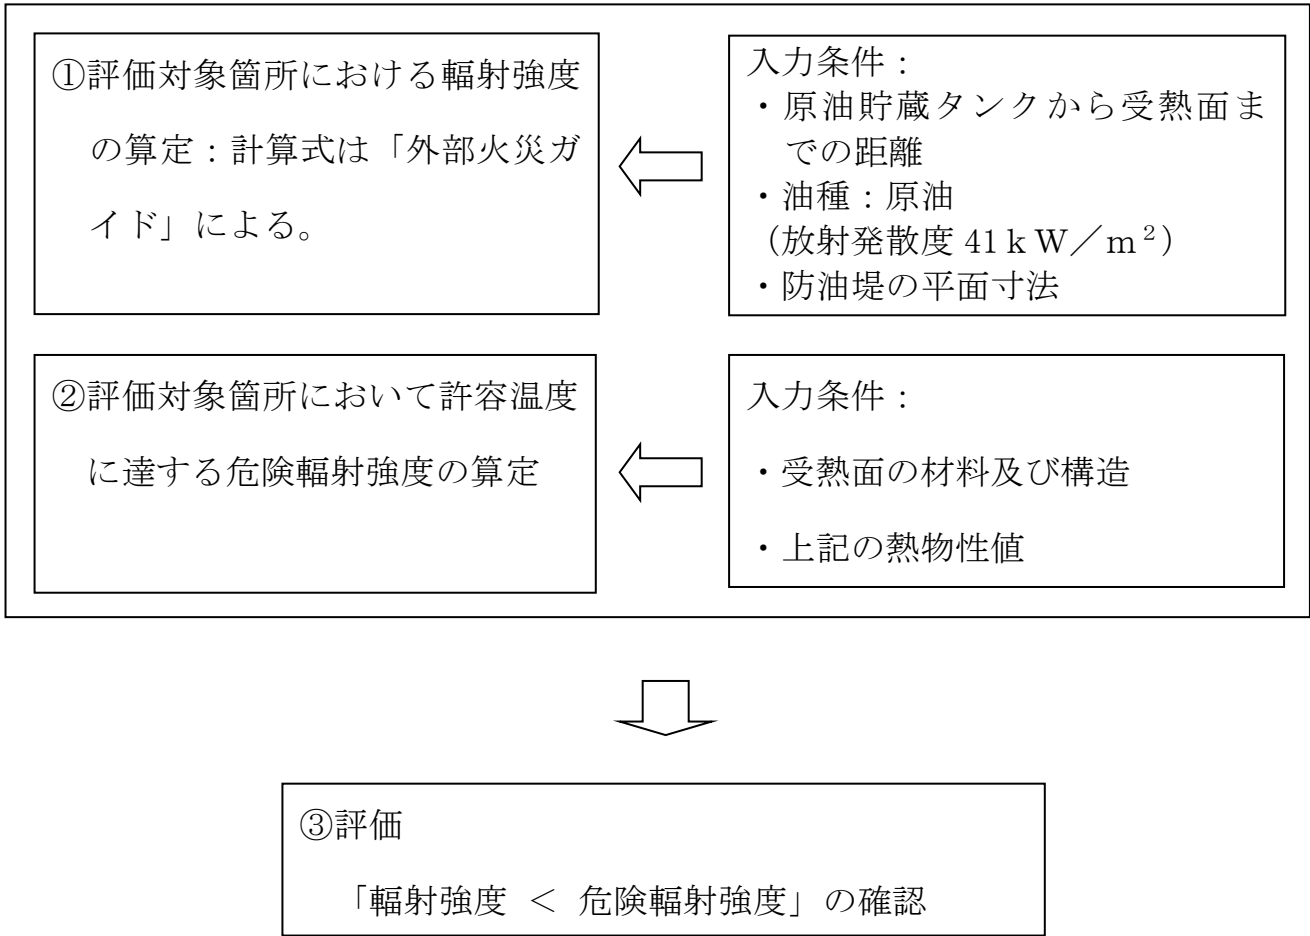 ①評価対象箇所における輻射強度
の算定：計算式は「外部火災ガ
イド」による。
入力条件：
・原油貯蔵タンクから受熱面ま
での距離
・油種：原油
（放射発散度 41ｋＷ／ｍ²）
・防油堤の平面寸法
②評価対象箇所において許容温度
に達する危険輻射強度の算定
入力条件：
・受熱面の材料及び構造
・上記の熱物性値
③評価
「輻射強度 ＜ 危険輻射強度」の確認